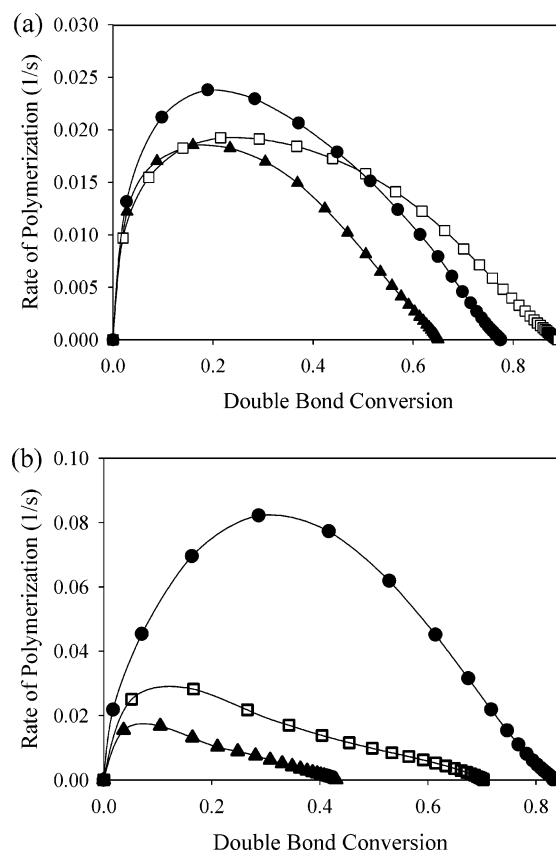 (a)
0.030
0.025
0.020
0.015
0.010
0.005
0.000
Rate of Polymerization (1/s)
0.0 0.2 0.4 0.6 0.8
Double Bond Conversion
(b)
0.10
0.08
0.06
0.04
0.02
0.00
Rate of Polymerization (1/s)
0.0 0.2 0.4 0.6 0.8
Double Bond Conversion